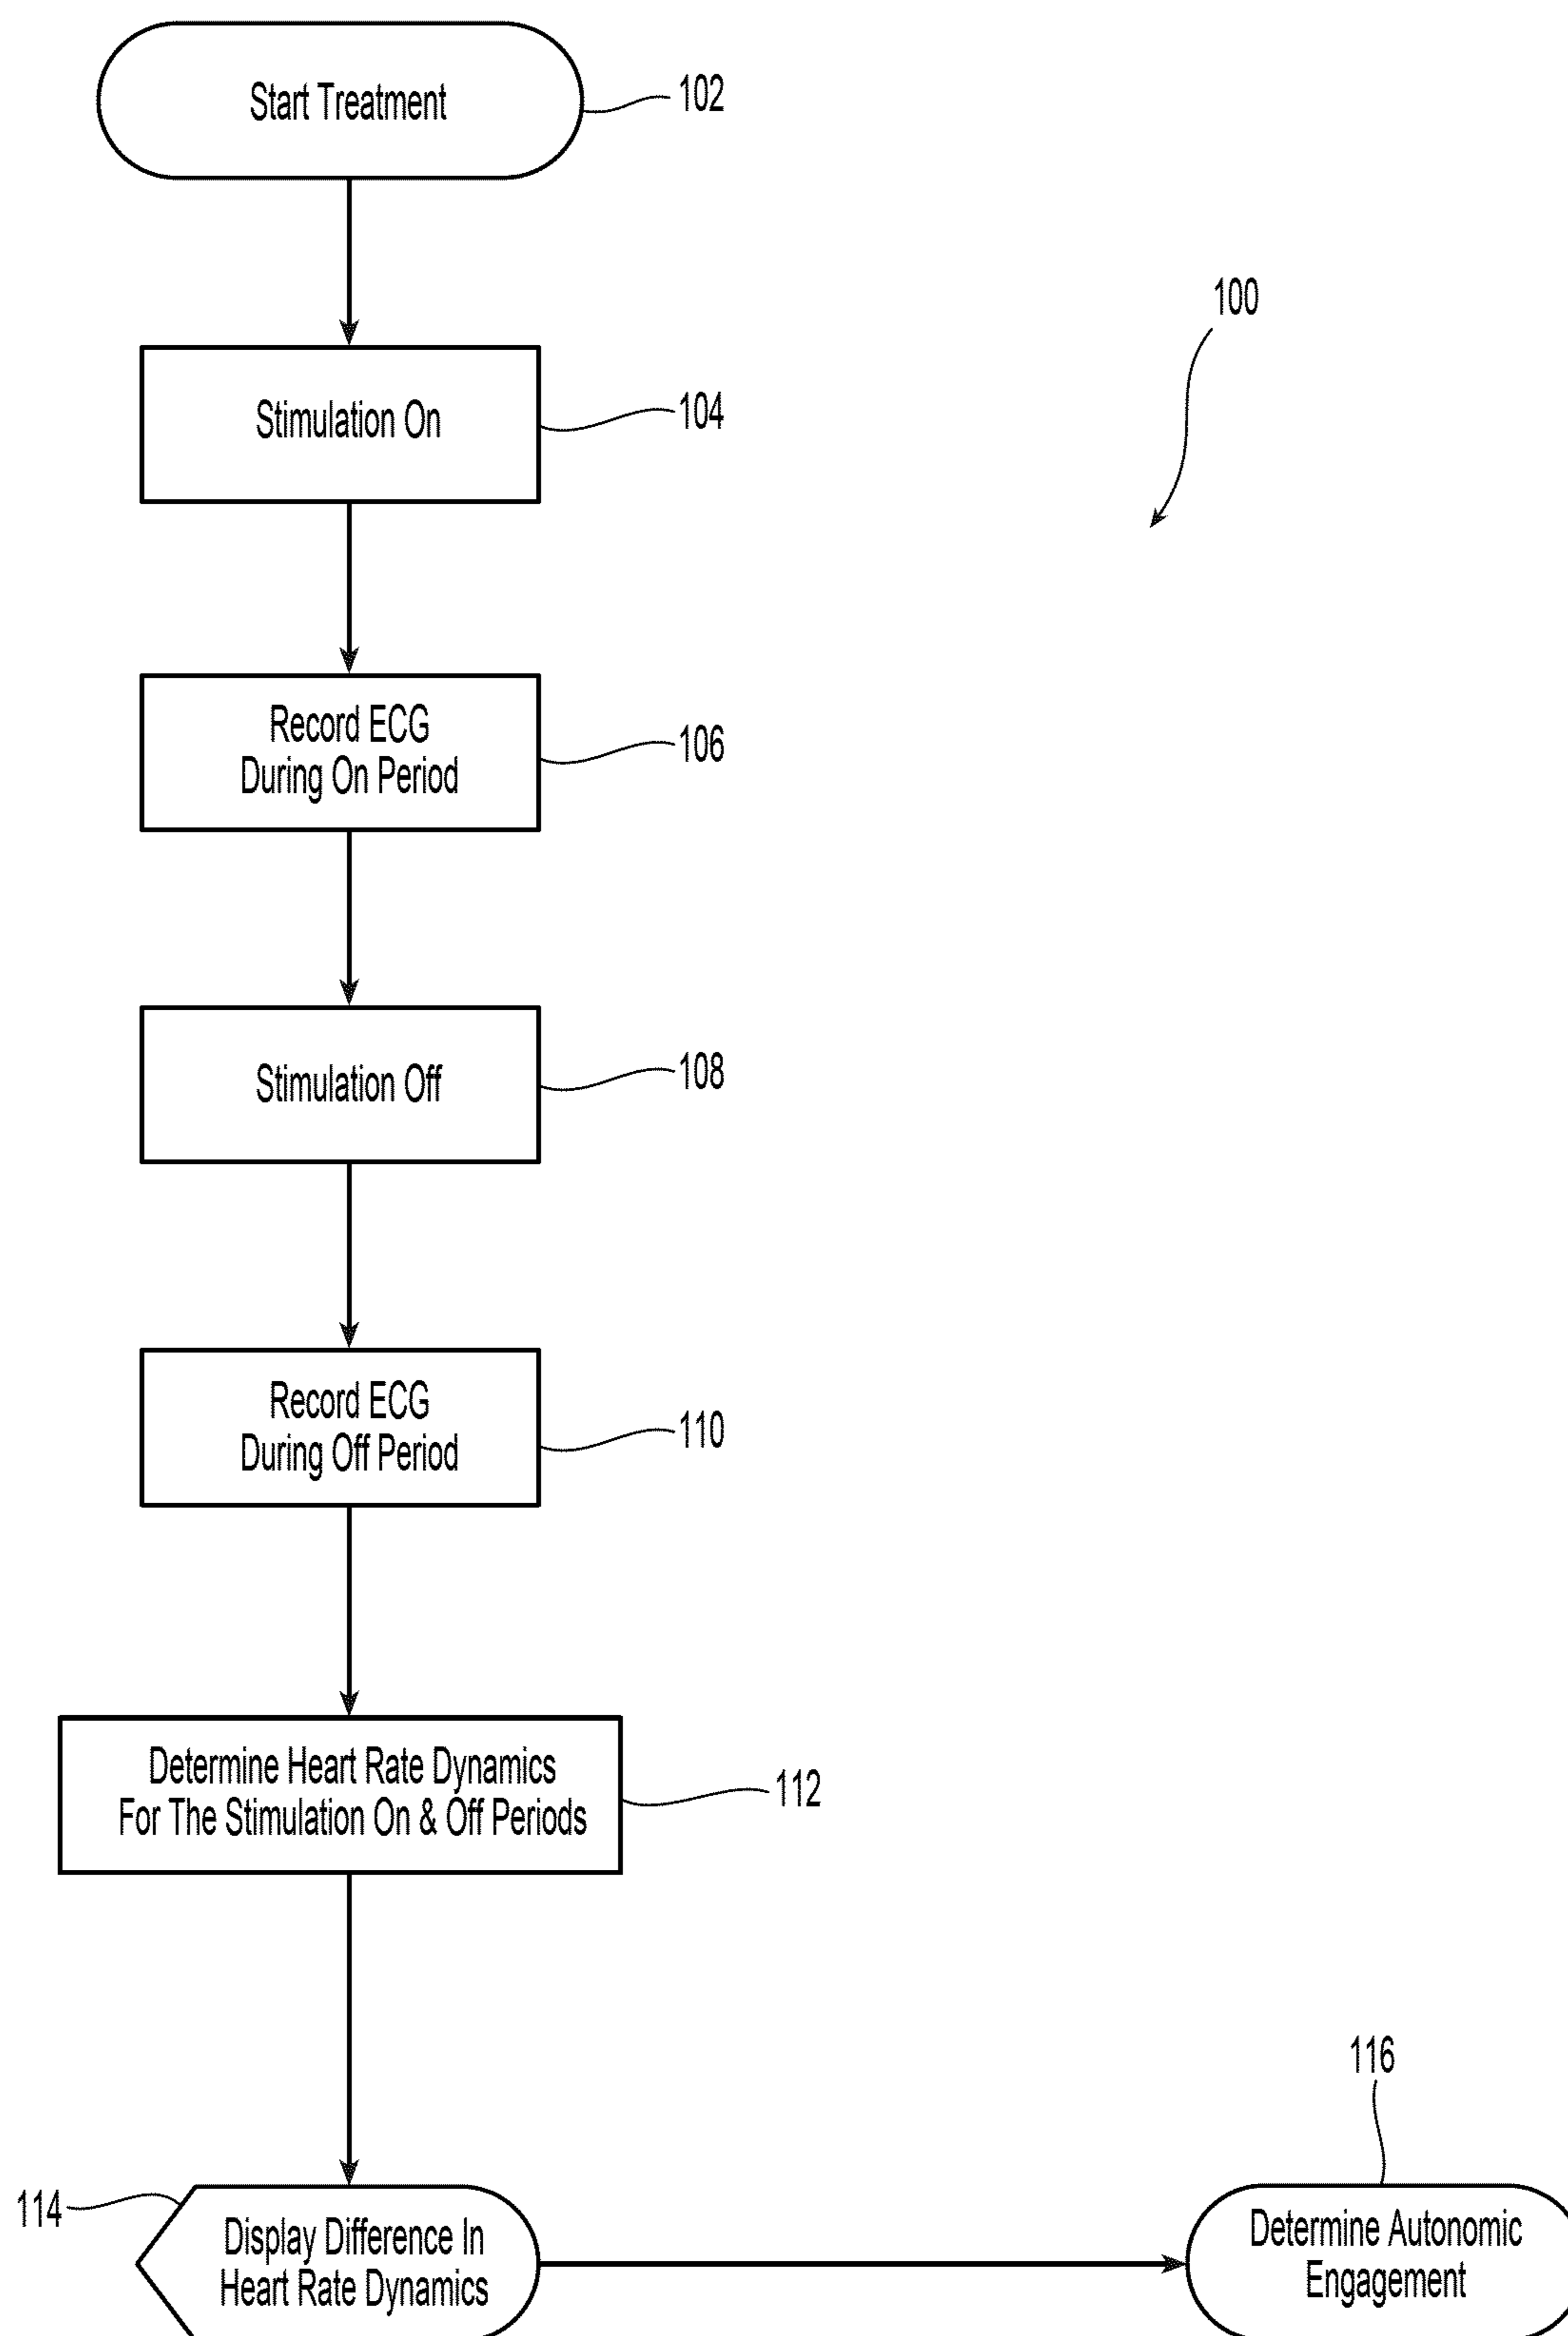 Start Treatment
102
100
Stimulation On
104
Record ECG
During On Period
106
Stimulation Off
108
Record ECG
During Off Period
110
Determine Heart Rate Dynamics
For The Stimulation On & Off Periods
112
114
Display Difference In
Heart Rate Dynamics
116
Determine Autonomic
Engagement